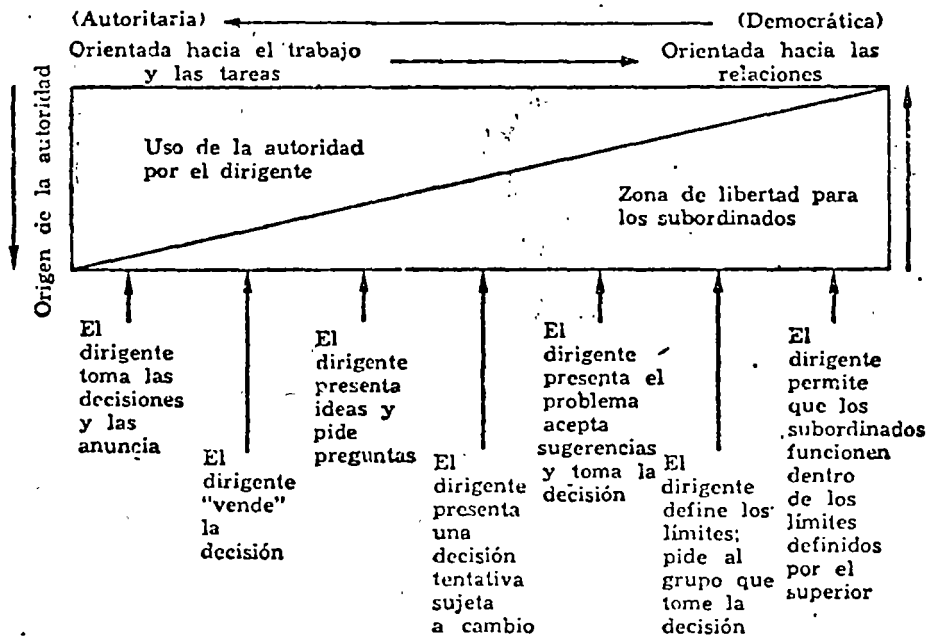 (Autoritaria)
(Democrática)
Orientada hacia el trabajo
y las tareas
Orientada hacia las
relaciones
Origen de la autoridad
Uso de la autoridad
por el dirigente
Zona de libertad para
los subordinados
El
dirigente
toma las
decisiones
y las
anuncia
El
dirigente
"vende"
la
decisión
El
dirigente
presenta
ideas y
pide
preguntas
El
dirigente
presenta
una
decisión
tentativa
sujeta
a cambio
El
dirigente
presenta el
problema
acepta
sugerencias
y toma la
decisión
El
dirigente
define los
límites;
pide al
grupo que
tome la
decisión
El
dirigente
permite
que los
subordinados
funcionen
dentro
de los
límites
definidos
por el
superior